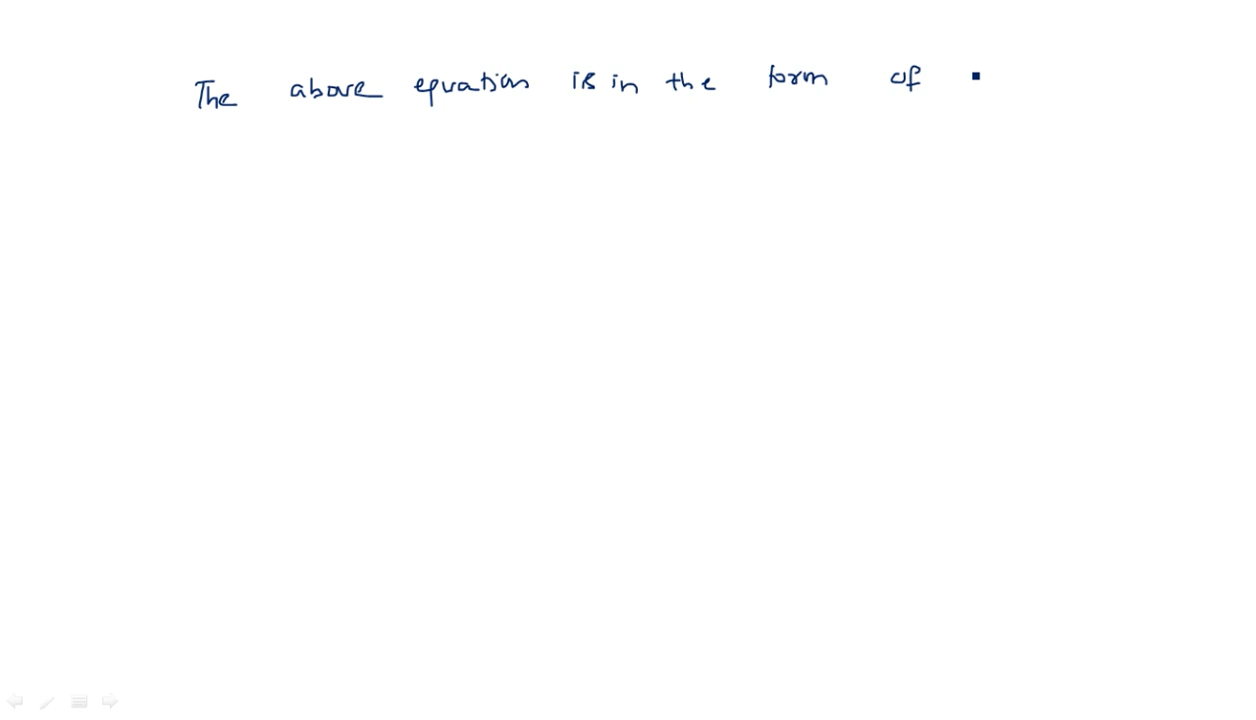 The above equation is in the form of